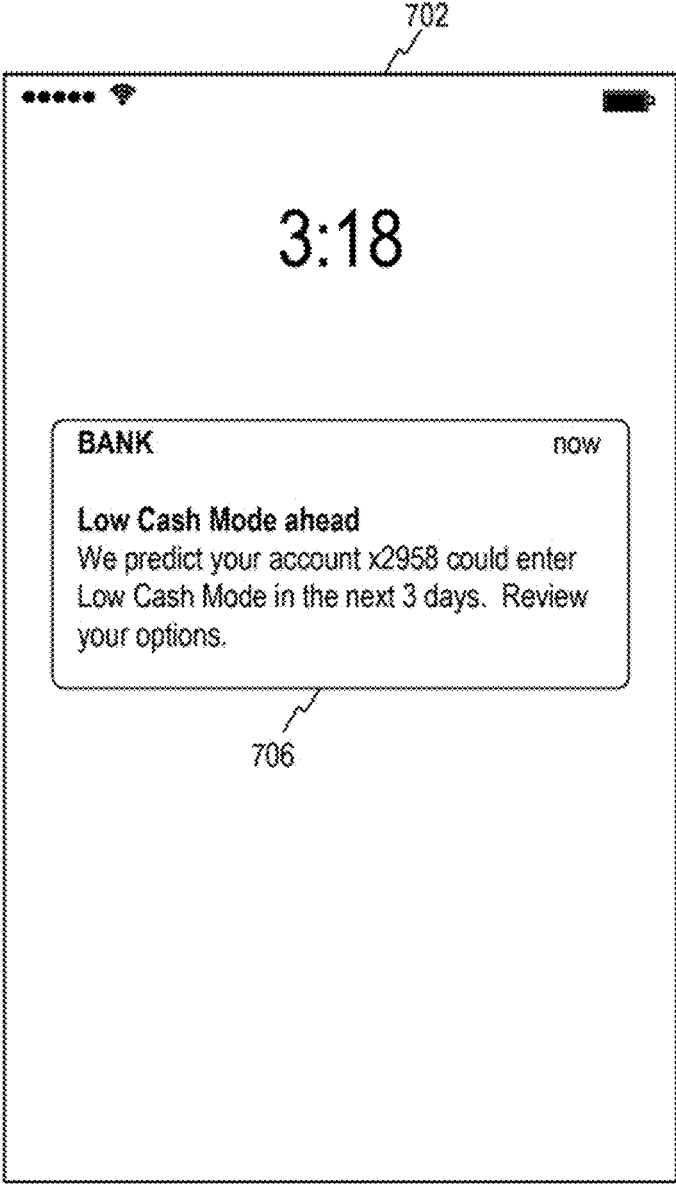 702
3:18
BANK now
Low Cash Mode ahead
We predict your account x2958 could enter
Low Cash Mode in the next 3 days.  Review
your options.
706